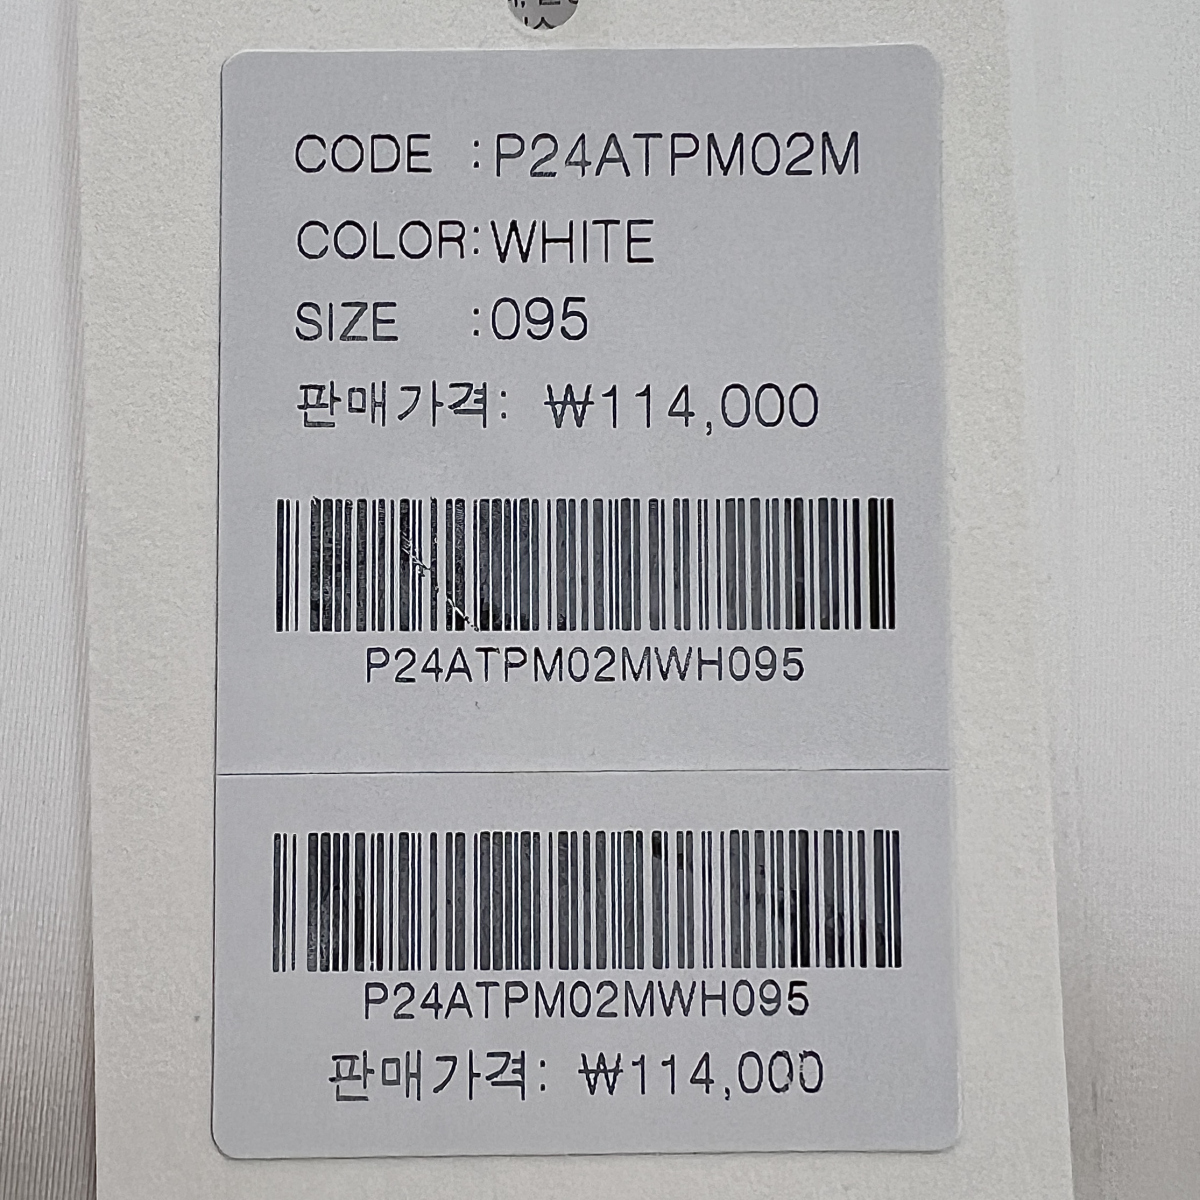 CODE :P24ATPM02M
COLOR:WHITE
SIZE :095
판매가격: ₩114,000
P24ATPM02MWH095
P24ATPM02MWH095
판매가격: ₩114,000